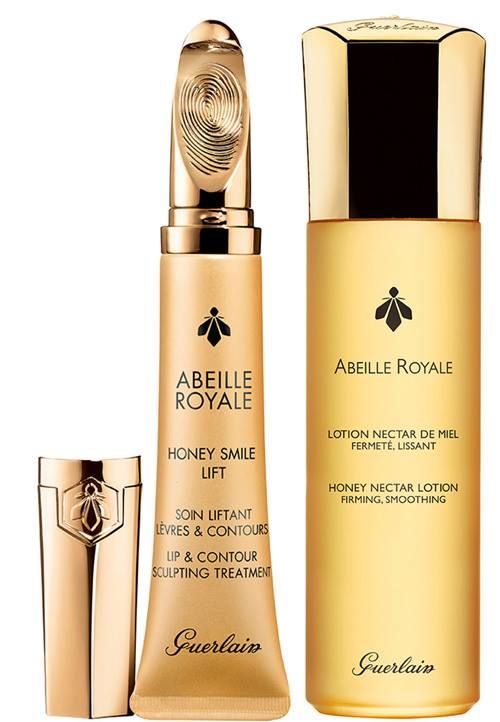 ABEILLE
ROYALE
HONEY SMILE
LIFT
SOIN LIFTANT
LÈVRES & CONTOURS
LIP & CONTOUR
SCULPTING TREATMENT
Guerlain
Guerlain
ABEILLE ROYALE
LOTION NECTAR DE MIEL
FERMETÉ, LISSANT
HONEY NECTAR LOTION
FIRMING, SMOOTHING
Guerlain